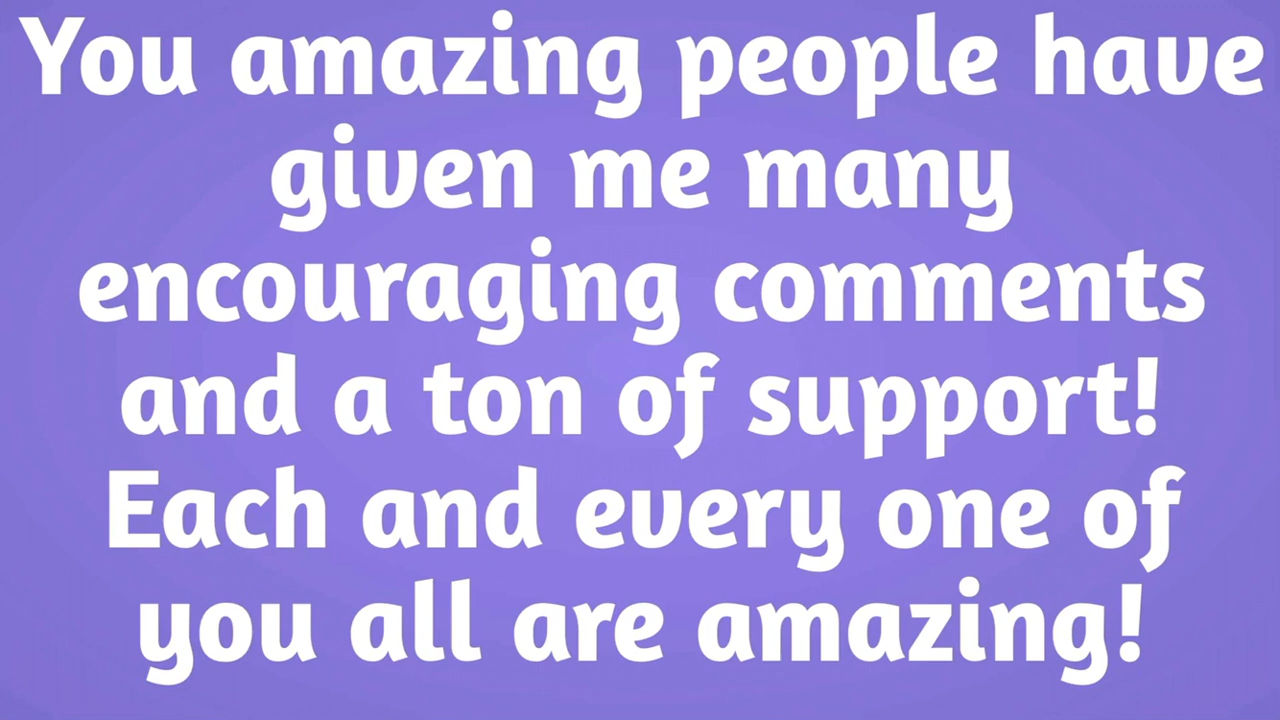 You amazing people have
given me many
encouraging comments
and a ton of support!
Each and every one of
you all are amazing!